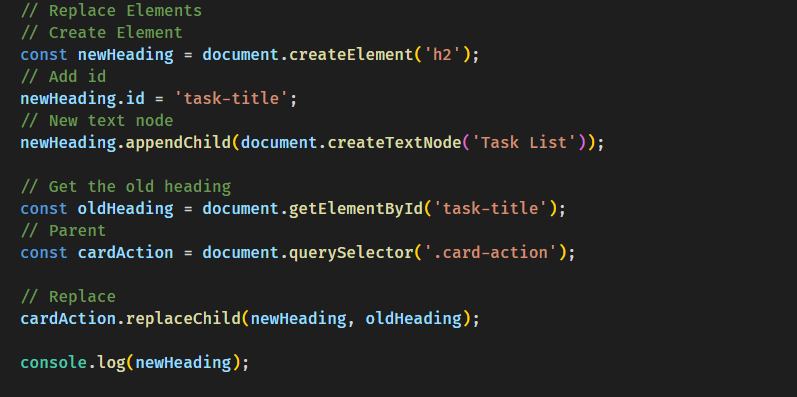 // Replace Elements
// Create Element
const newHeading = document.createElement('h2');
// Add id
newHeading.id = 'task-title';
// New text node
newHeading.appendChild(document.createTextNode('Task List'));
// Get the old heading
const oldHeading = document.getElementById('task-title');
// Parent
const cardAction = document.querySelector('.card-action');
// Replace
cardAction.replaceChild(newHeading, oldHeading);
console.log(newHeading);